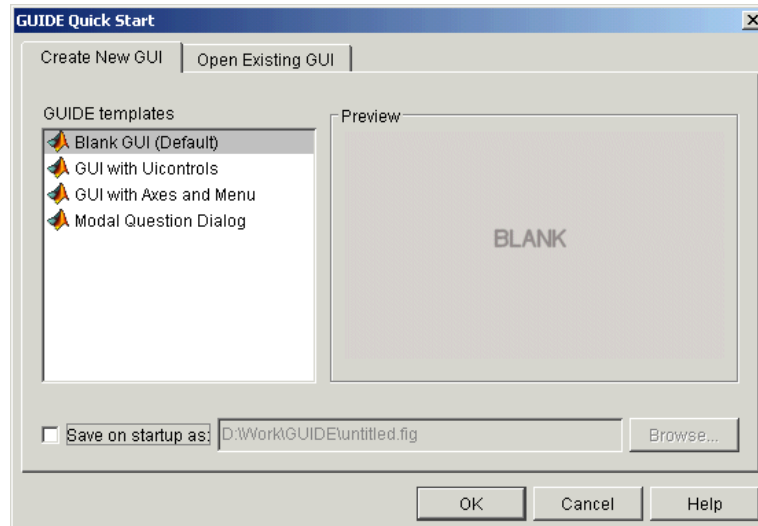 GUIDE Quick Start
Create New GUI
Open Existing GUI
GUIDE templates
Blank GUI (Default)
GUI with Uicontrols
GUI with Axes and Menu
Modal Question Dialog
Preview
BLANK
Save on startup as:
D:\Work\GUIDE\untitled.fig
Browse...
OK
Cancel
Help